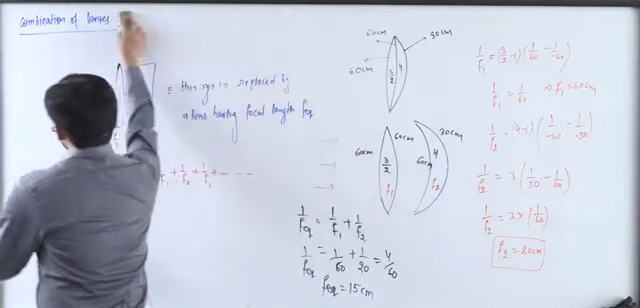 combination of lenses
≡ this sys is replaced by
a lens having focal length feq
1/f₁ + 1/f₂ + 1/f₁ + - - - -
60cm
30cm
60cm
3/2
4
60cm
60cm
30cm
60cm
3/2
4
f₁
f₂
1/feq = 1/f₁ + 1/f₂
1/feq = 1/60 + 1/20 = 4/60
feq = 15cm
1/f₁ = (3/2 - 1)(1/60 - 1/-60)
1/f₁ = 1/60 ⇒ f₁ = 60cm
1/f₂ = (4-1)(1/-60 - 1/-30)
1/f₂ = 3(1/30 - 1/60)
1/f₂ = 3 × (1/60)
f₂ = 20cm